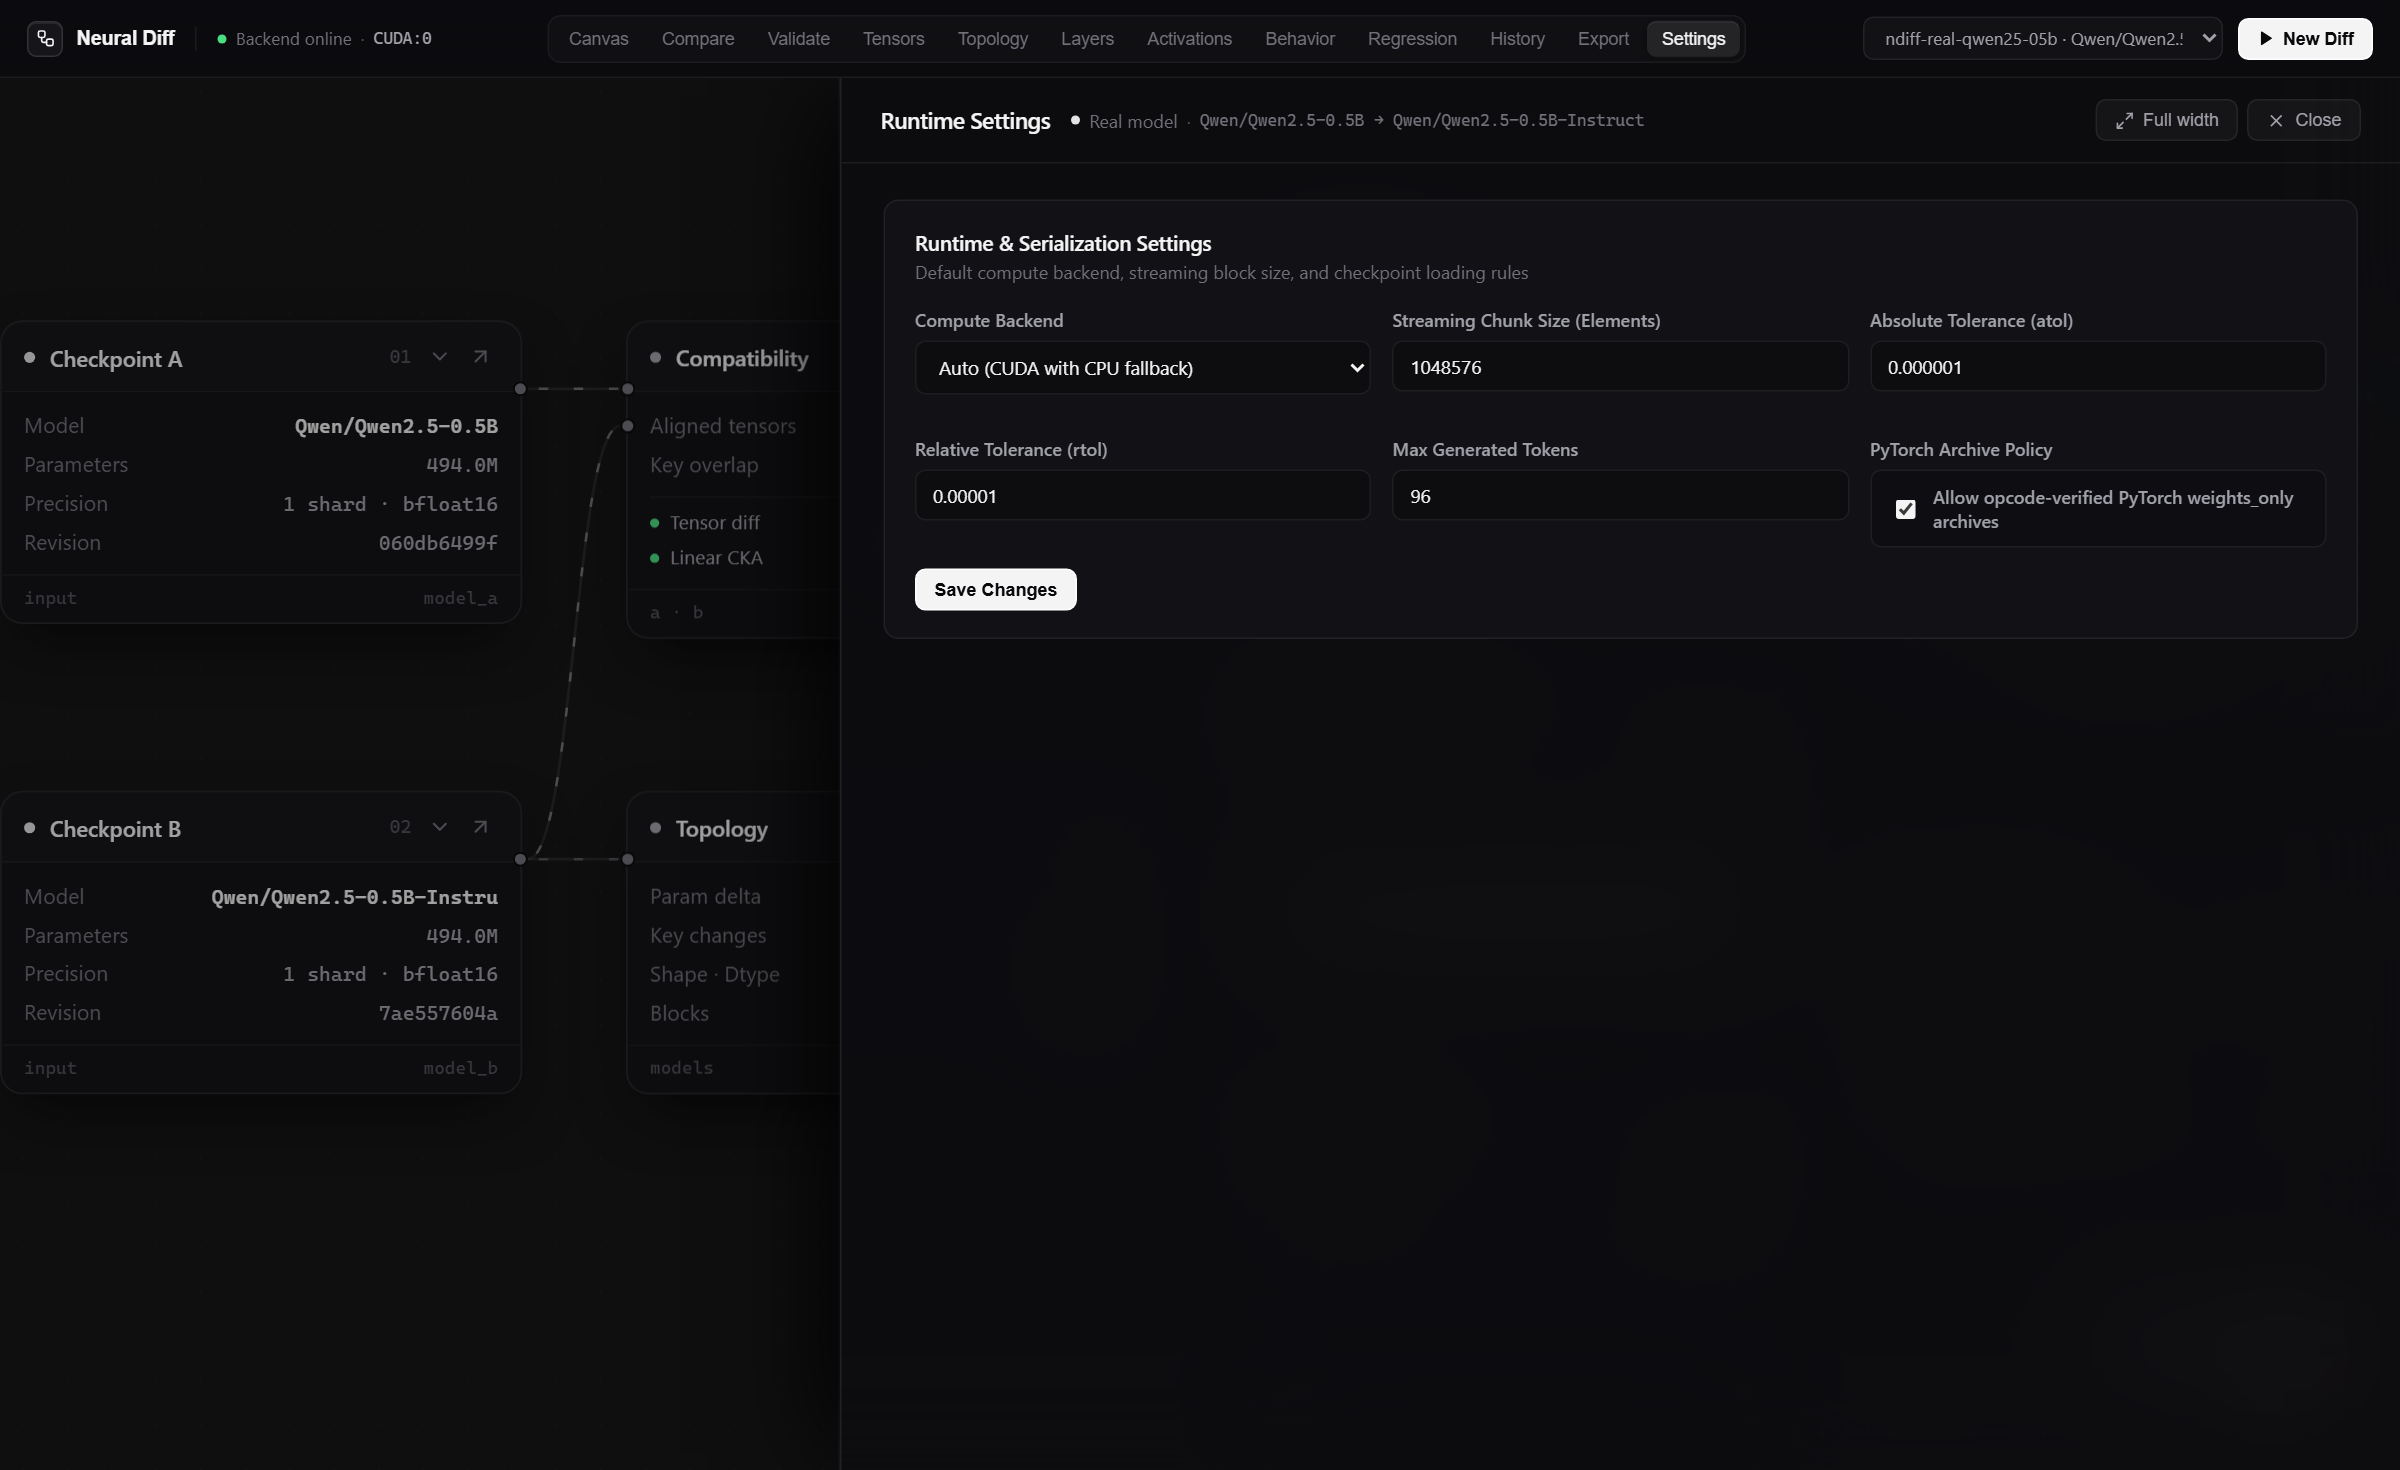 Neural Diff
Backend online · CUDA:0
Canvas Compare Validate Tensors Topology Layers Activations Behavior Regression History Export Settings
ndiff-real-qwen25-05b · Qwen/Qwen2.
New Diff
Runtime Settings
Real model · Qwen/Qwen2.5-0.5B → Qwen/Qwen2.5-0.5B-Instruct
Full width
Close
Checkpoint A 01
Model Qwen/Qwen2.5-0.5B
Parameters 494.0M
Precision 1 shard · bfloat16
Revision 060db6499f
input model_a
Compatibility
Aligned tensors
Key overlap
Tensor diff
Linear CKA
a · b
Checkpoint B 02
Model Qwen/Qwen2.5-0.5B-Instru
Parameters 494.0M
Precision 1 shard · bfloat16
Revision 7ae557604a
input model_b
Topology
Param delta
Key changes
Shape · Dtype
Blocks
models
Runtime & Serialization Settings
Default compute backend, streaming block size, and checkpoint loading rules
Compute Backend
Auto (CUDA with CPU fallback)
Streaming Chunk Size (Elements)
1048576
Absolute Tolerance (atol)
0.000001
Relative Tolerance (rtol)
0.00001
Max Generated Tokens
96
PyTorch Archive Policy
Allow opcode-verified PyTorch weights_only
archives
Save Changes